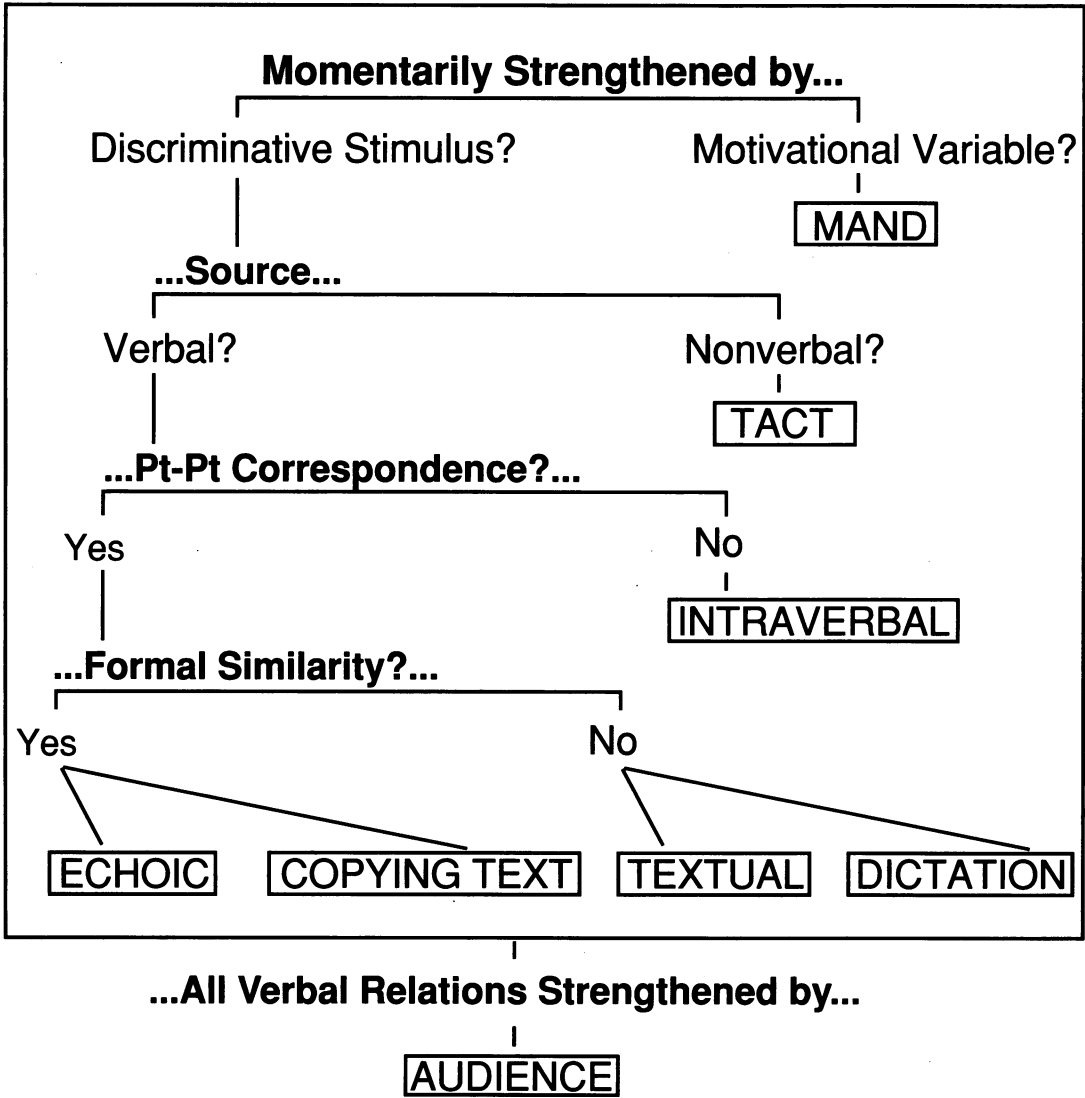 Momentarily Strengthened by...
Discriminative Stimulus?
Motivational Variable?
MAND
...Source...
Verbal?
Nonverbal?
TACT
...Pt-Pt Correspondence?...
Yes
No
INTRAVERBAL
...Formal Similarity?...
Yes
No
ECHOIC
COPYING TEXT
TEXTUAL
DICTATION
...All Verbal Relations Strengthened by...
AUDIENCE